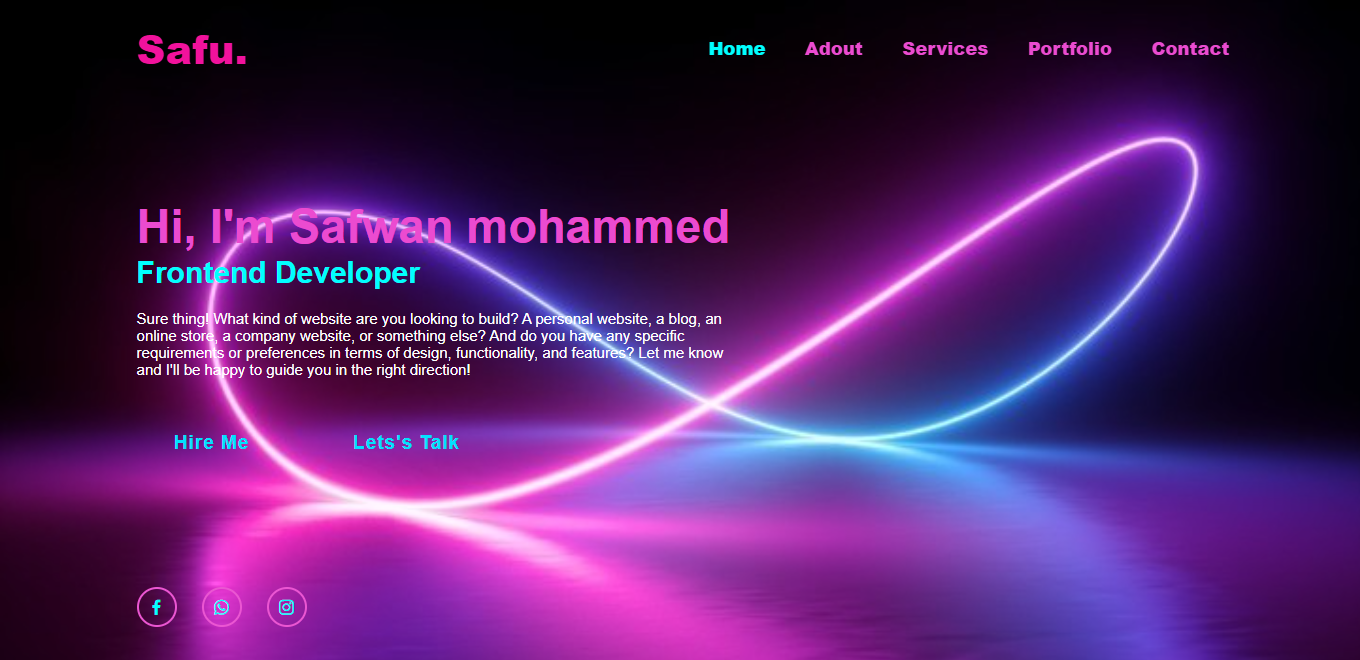 Safu.
Home Adout Services Portfolio Contact
Hi, I'm Safwan mohammed
Frontend Developer
Sure thing! What kind of website are you looking to build? A personal website, a blog, an
online store, a company website, or something else? And do you have any specific
requirements or preferences in terms of design, functionality, and features? Let me know
and I'll be happy to guide you in the right direction!
Hire Me Lets's Talk